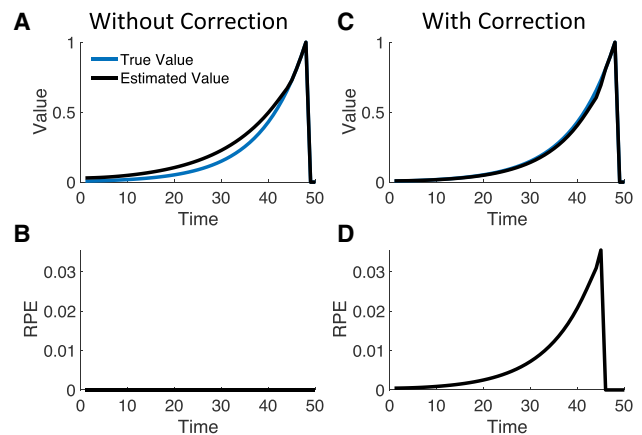 A Without Correction
True Value
Estimated Value
Value
1
0.5
0
0 10 20 30 40 50
Time
B
RPE
0.03
0.02
0.01
0
0 10 20 30 40 50
Time
C With Correction
Value
1
0.5
0
0 10 20 30 40 50
Time
D
RPE
0.03
0.02
0.01
0
0 10 20 30 40 50
Time